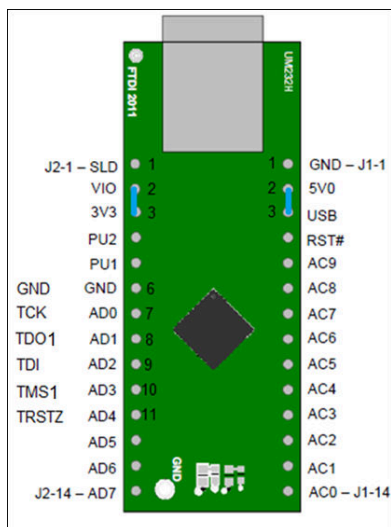 FTDI 2011
UM232H
J2-1 – SLD 1 1 GND – J1-1
VIO 2 2 5V0
3V3 3 3 USB
PU2 RST#
PU1 AC9
GND GND 6 AC8
TCK AD0 7 AC7
TDO1 AD1 8 AC6
TDI AD2 9 AC5
TMS1 AD3 10 AC4
TRSTZ AD4 11 AC3
AD5 AC2
AD6 AC1
GND
J2-14 – AD7 AC0 – J1-14